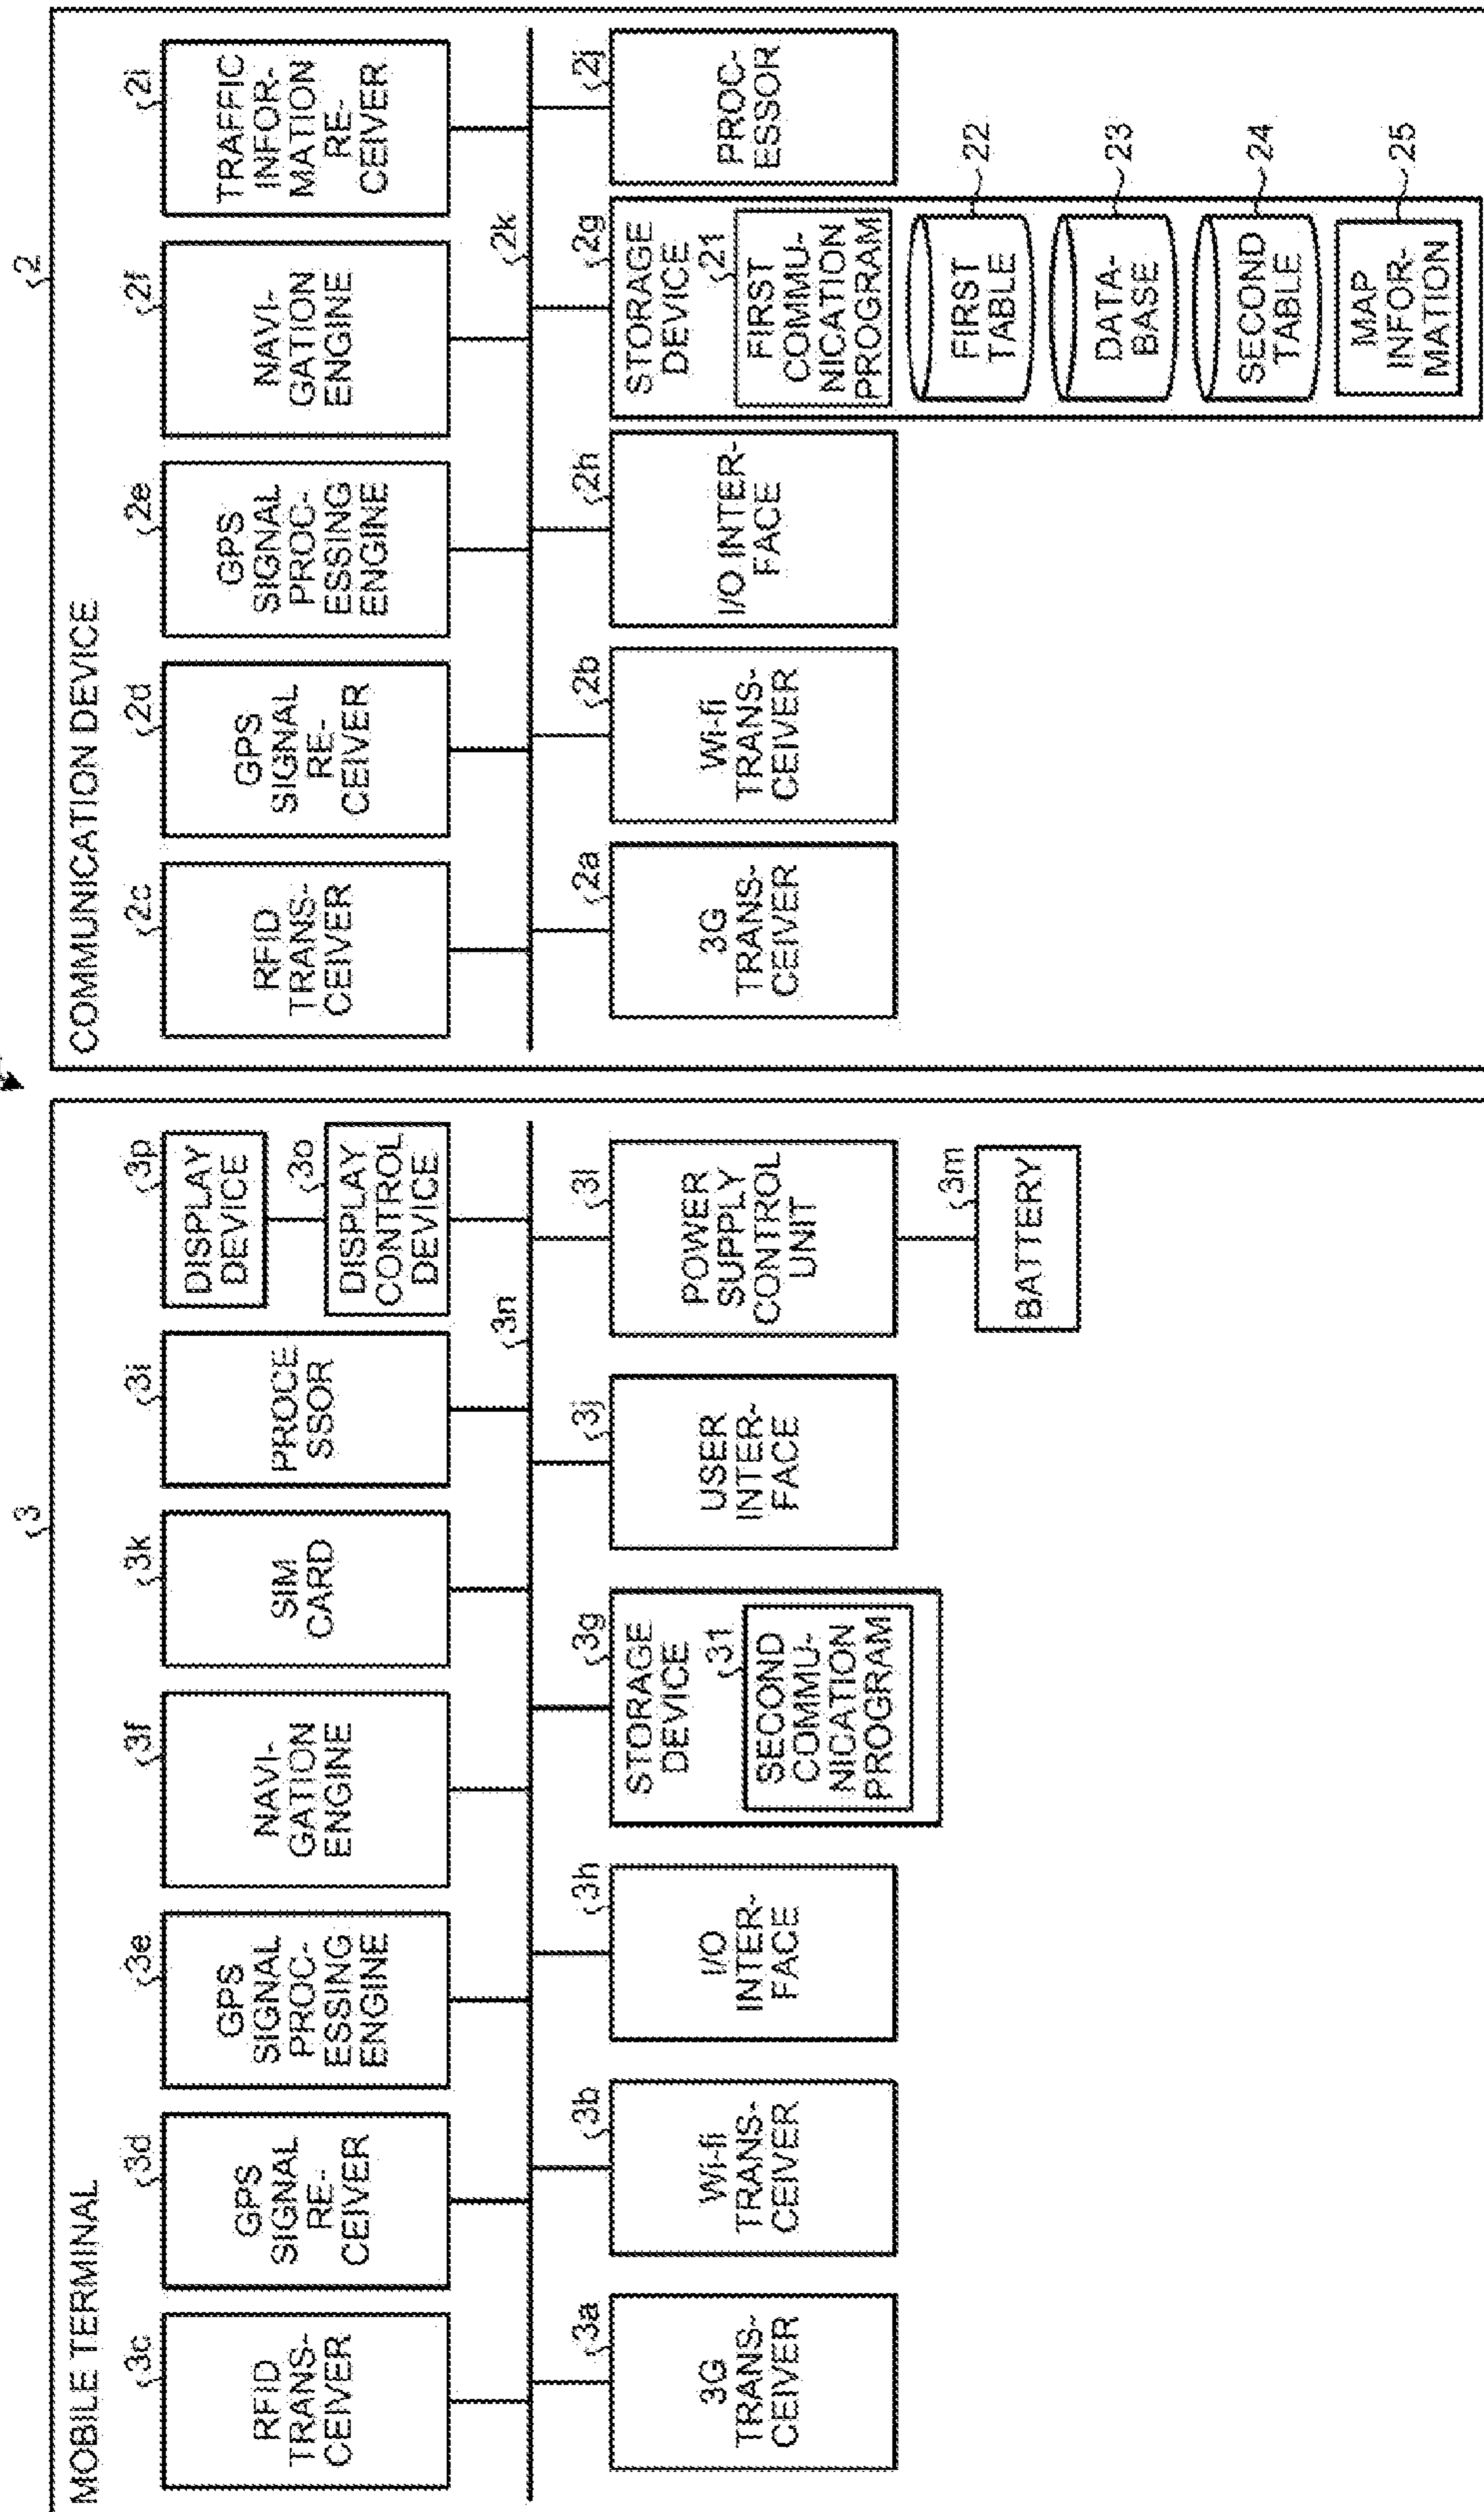 3
MOBILE TERMINAL
3c
RFID
TRANS-
CEIVER
3d
GPS
SIGNAL
RE-
CEIVER
3e
GPS
SIGNAL
PROC-
ESSING
ENGINE
3f
NAVI-
GATION
ENGINE
3k
SIM
CARD
3i
PROCE
SSOR
3p
DISPLAY
DEVICE
3o
DISPLAY
CONTROL
DEVICE
3n
3a
3G
TRANS-
CEIVER
3b
Wi-fi
TRANS-
CEIVER
3h
I/O
INTER-
FACE
3g
STORAGE
DEVICE
31
SECOND
COMMU-
NICATION
PROGRAM
3j
USER
INTER-
FACE
3l
POWER
SUPPLY
CONTROL
UNIT
3m
BATTERY
2
COMMUNICATION DEVICE
2c
RFID
TRANS-
CEIVER
2d
GPS
SIGNAL
RE-
CEIVER
2e
GPS
SIGNAL
PROC-
ESSING
ENGINE
2f
NAVI-
GATION
ENGINE
2i
TRAFFIC
INFOR-
MATION
RE-
CEIVER
2k
2a
3G
TRANS-
CEIVER
2b
Wi-fi
TRANS-
CEIVER
2h
I/O INTER-
FACE
2g
STORAGE
DEVICE
21
FIRST
COMMU-
NICATION
PROGRAM
FIRST
TABLE
22
DATA-
BASE
23
SECOND
TABLE
24
MAP
INFOR-
MATION
25
2j
PROC-
ESSOR